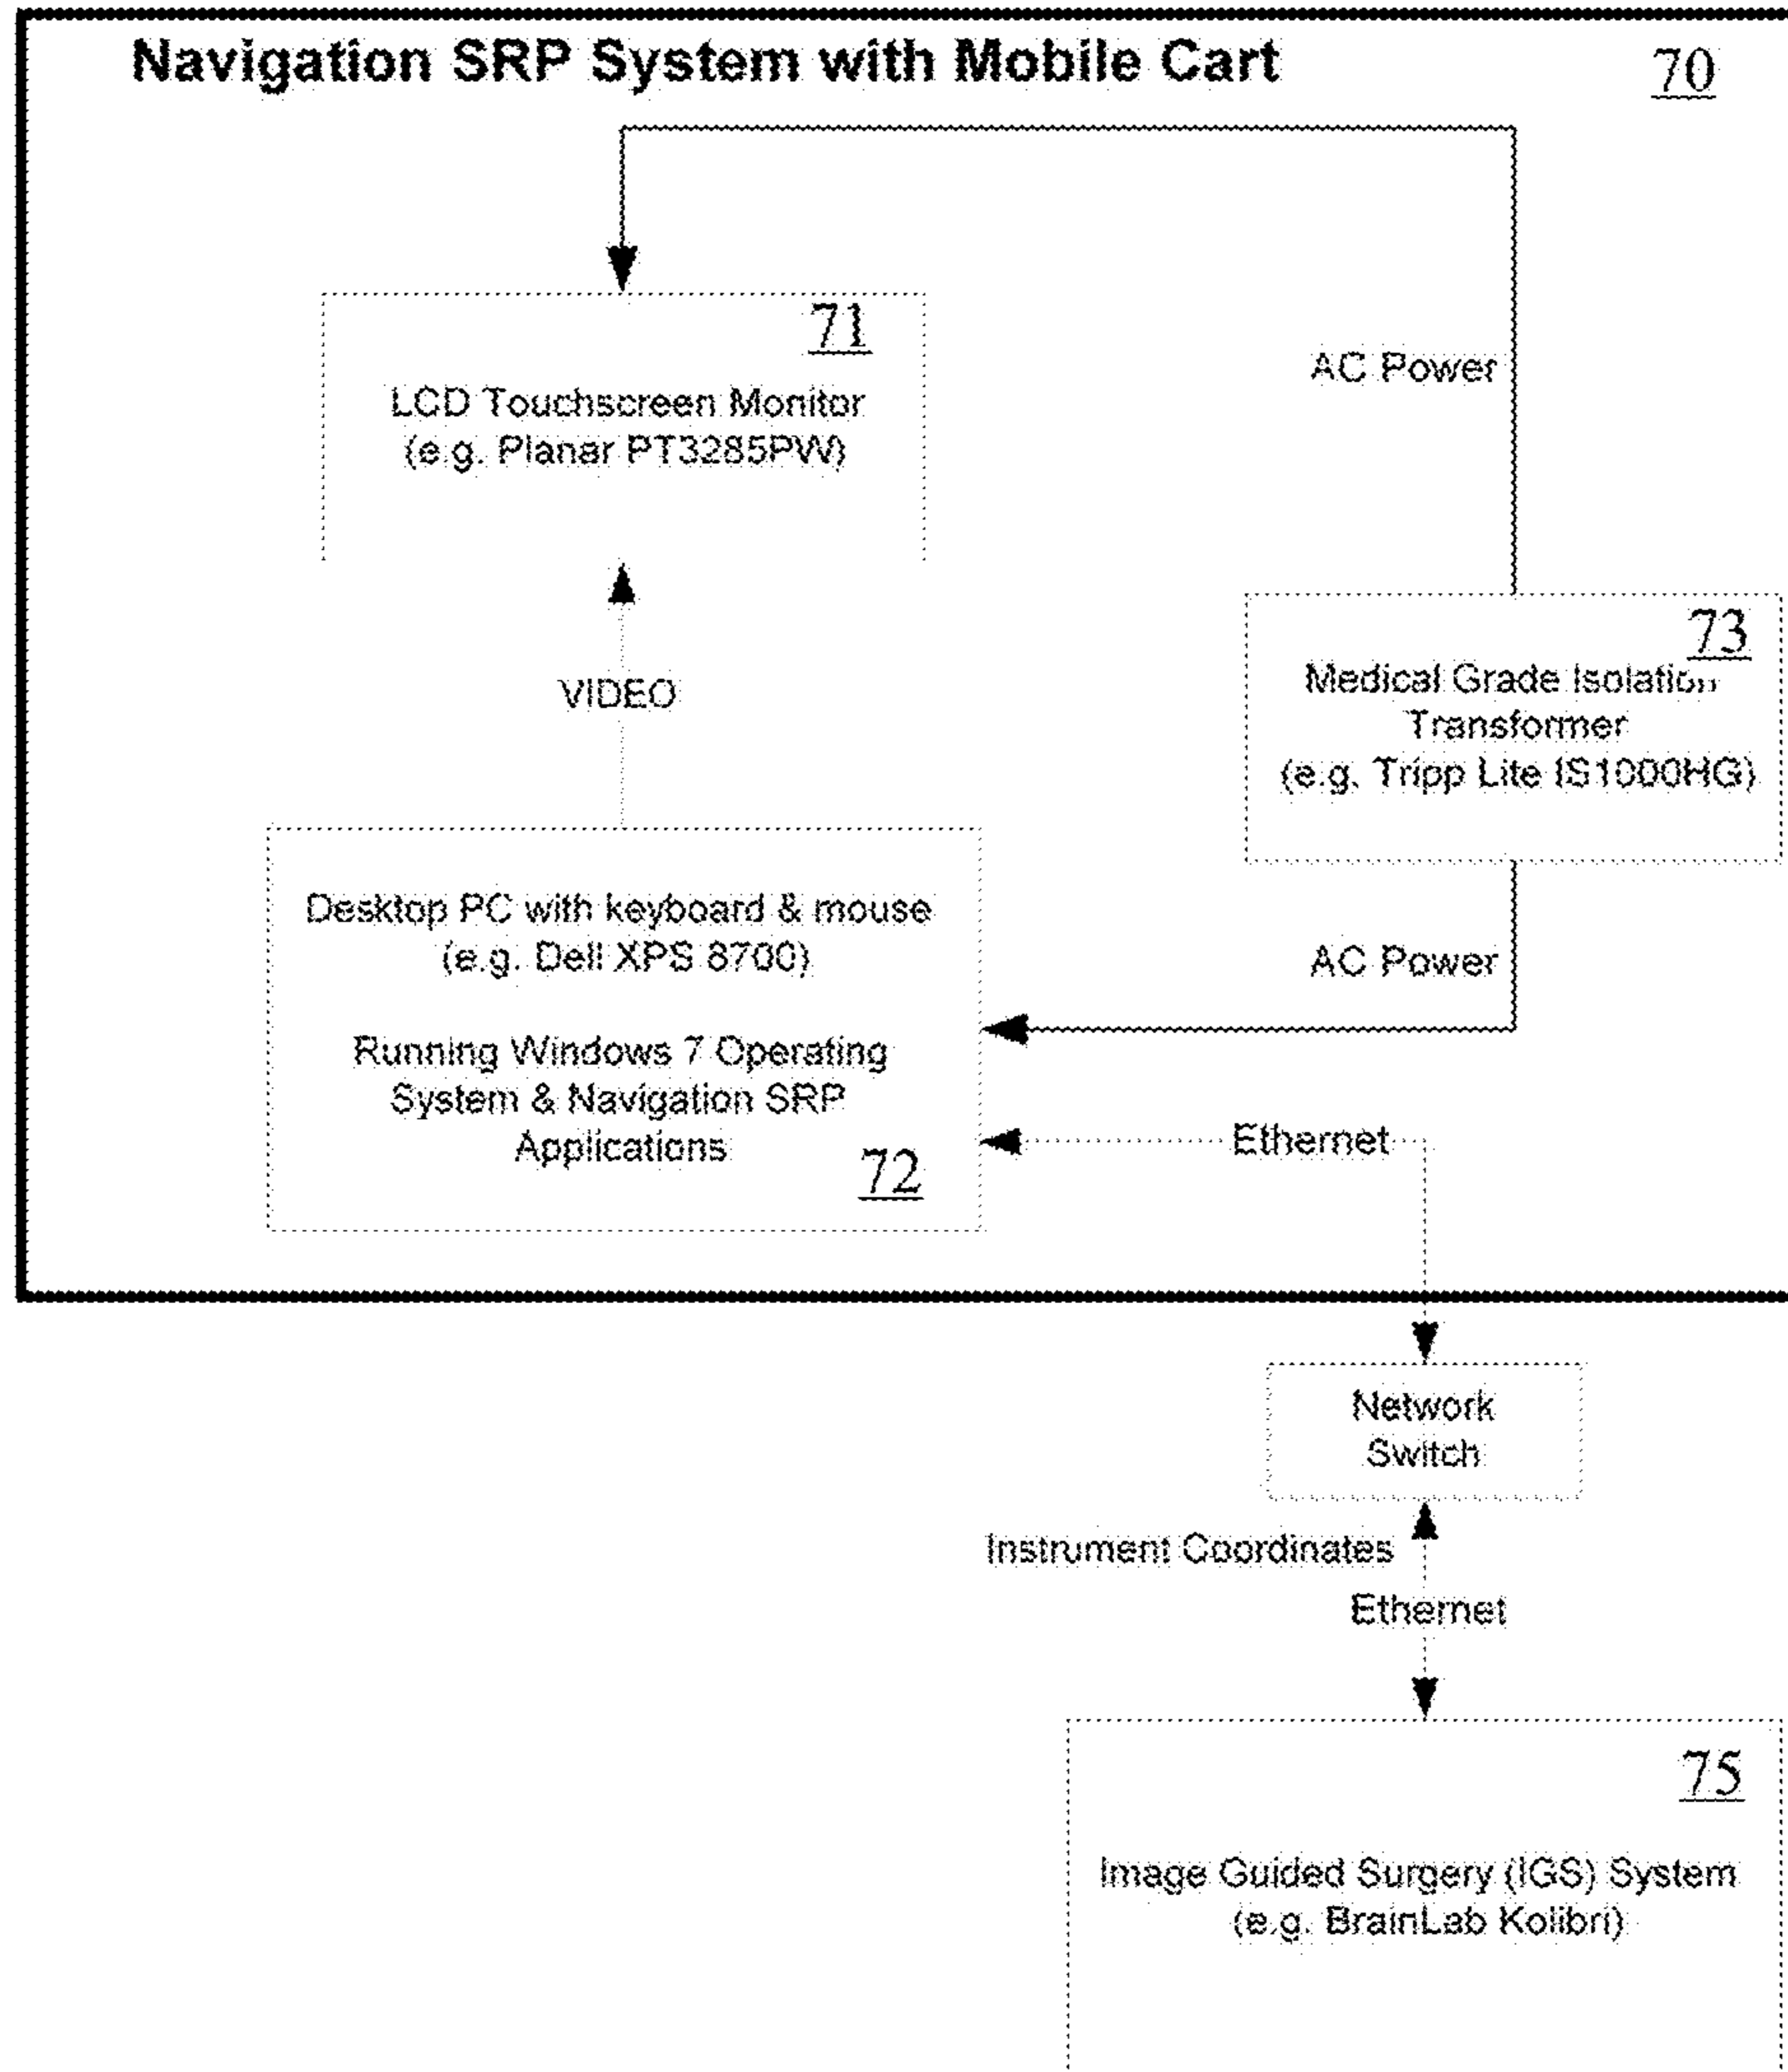 Navigation SRP System with Mobile Cart
70
71
LCD Touchscreen Monitor
(e.g. Planar PT3285PW)
AC Power
VIDEO
73
Medical Grade Isolation
Transformer
(e.g. Tripp Lite IS1000HG)
Desktop PC with keyboard & mouse
(e.g. Dell XPS 8700)
AC Power
Running Windows 7 Operating
System & Navigation SRP
Applications
72
Ethernet
Network
Switch
Instrument Coordinates
Ethernet
75
Image Guided Surgery (IGS) System
(e.g. BrainLab Kolibri)